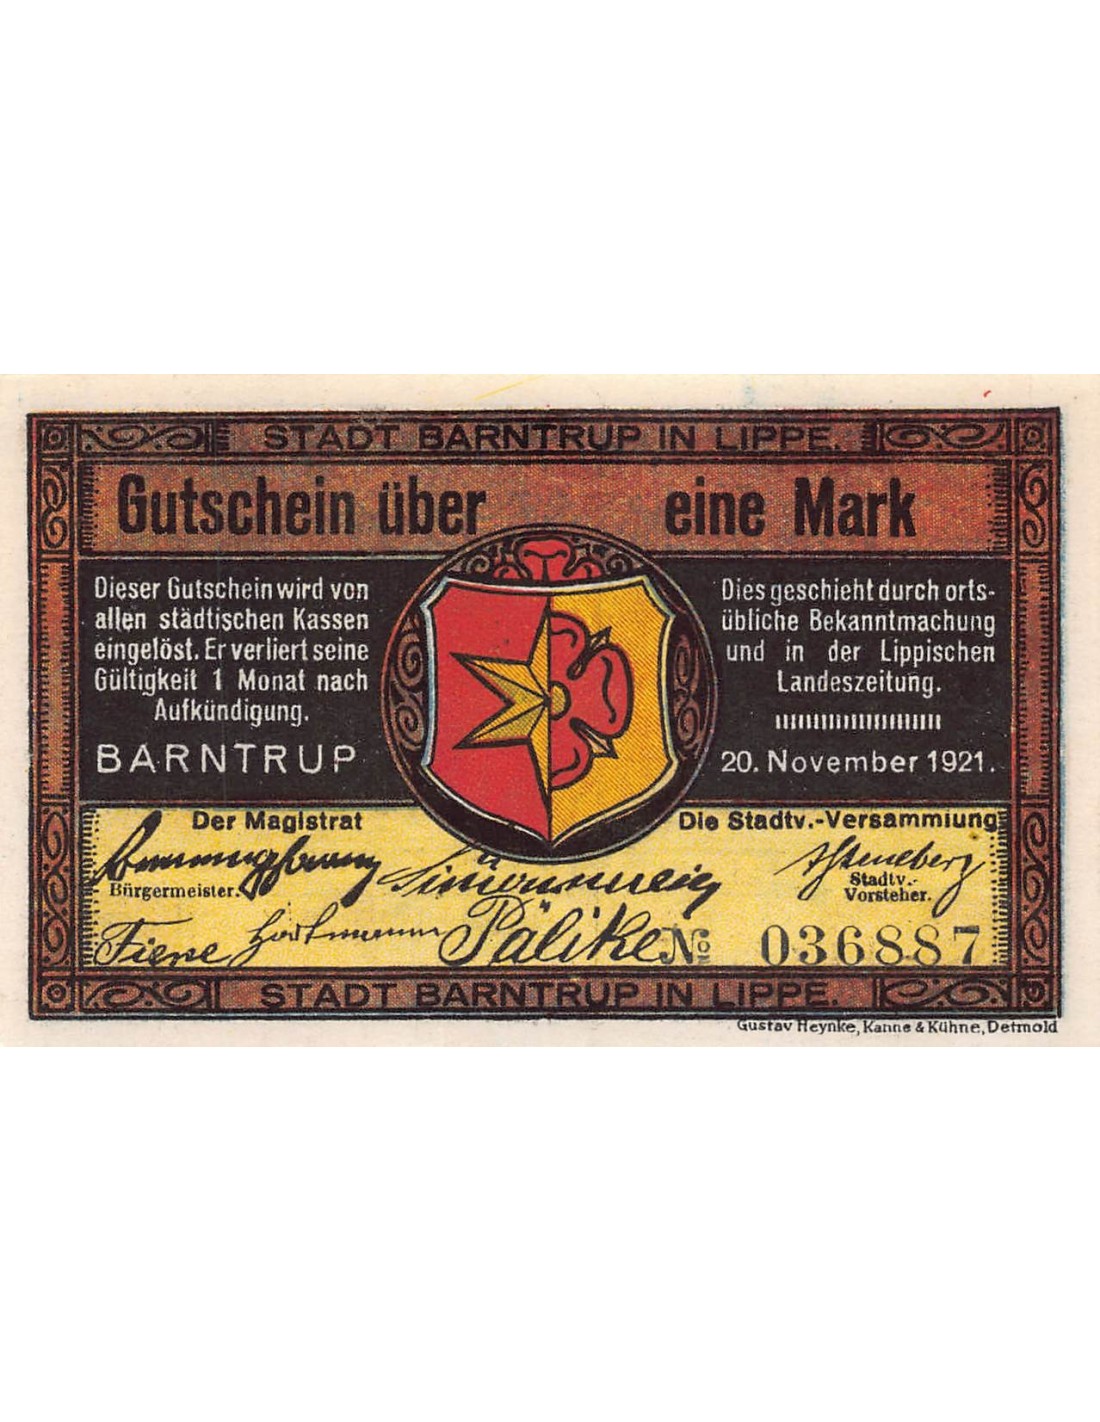 STADT BARNTRUP IN LIPPE.
Gutschein über eine Mark
Dieser Gutschein wird von
allen städtischen Kassen
eingelöst. Er verliert seine
Gültigkeit 1 Monat nach
Aufkündigung.
BARNTRUP
Dies geschieht durch orts-
übliche Bekanntmachung
und in der Lippischen
Landeszeitung.
20. November 1921.
Der Magistrat
Bürgermeister.
Die Stadtv.-Versammlung
Stadtv.-
Vorsteher.
Fiene Hortmann Pälike
No 036887
STADT BARNTRUP IN LIPPE.
Gustav Heynke, Kanne & Kühne, Detmold